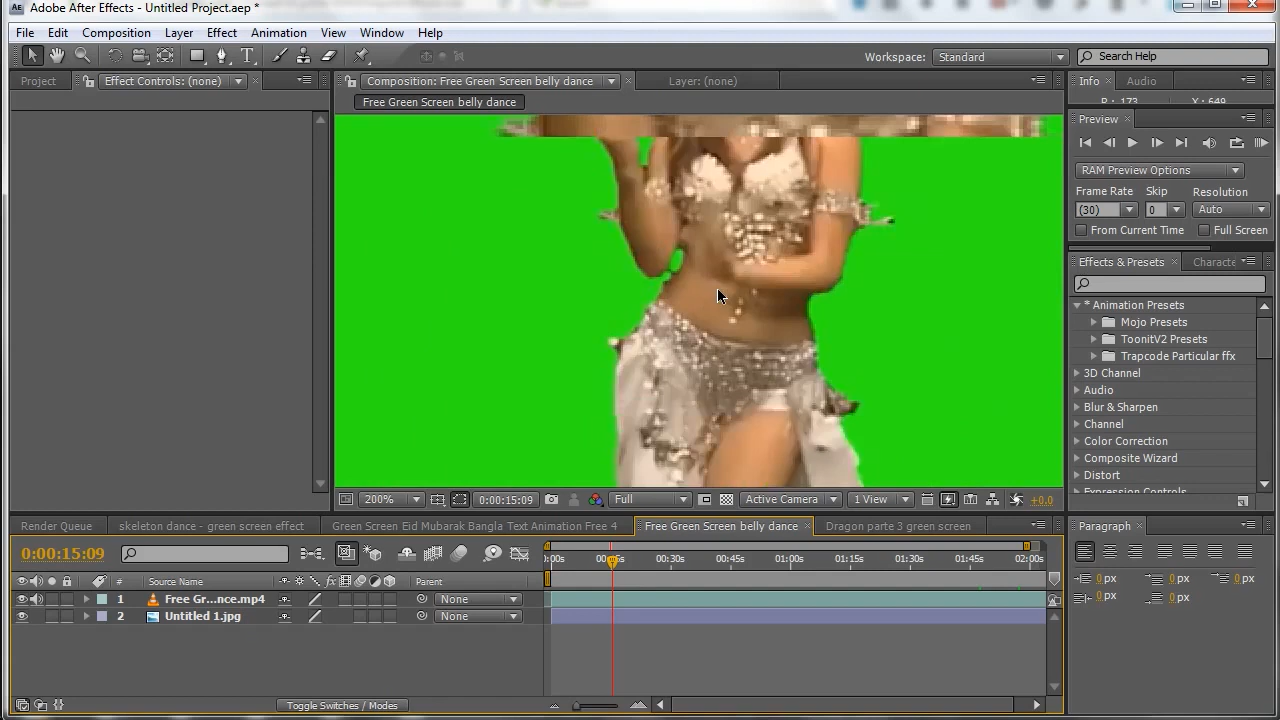 Adobe After Effects - Untitled Project.aep *
File Edit Composition Layer Effect Animation View Window Help
Workspace: Standard Search Help
Project Effect Controls: (none) Composition: Free Green Screen belly dance Layer: (none) Info Audio
Free Green Screen belly dance R : 173 X : 649
Preview
RAM Preview Options
Frame Rate Skip Resolution
(30) 0 Auto
From Current Time Full Screen
Effects & Presets Characte
* Animation Presets
Mojo Presets
ToonitV2 Presets
Trapcode Particular ffx
3D Channel
Audio
Blur & Sharpen
Channel
Color Correction
Composite Wizard
Distort
Expression Controls
200% 0:00:15:09 Full Active Camera 1 View +0.0
Render Queue skeleton dance - green screen effect Green Screen Eid Mubarak Bangla Text Animation Free 4 Free Green Screen belly dance Dragon parte 3 green screen Paragraph
0:00:15:09 ):00s 00:30s 00:45s 01:00s 01:15s 01:30s 01:45s 02:00s
# Source Name fx Parent
0 px 0 px 0 px
1 Free Gr...nce.mp4 None
0 px 0 px
2 Untitled 1.jpg None
Toggle Switches / Modes